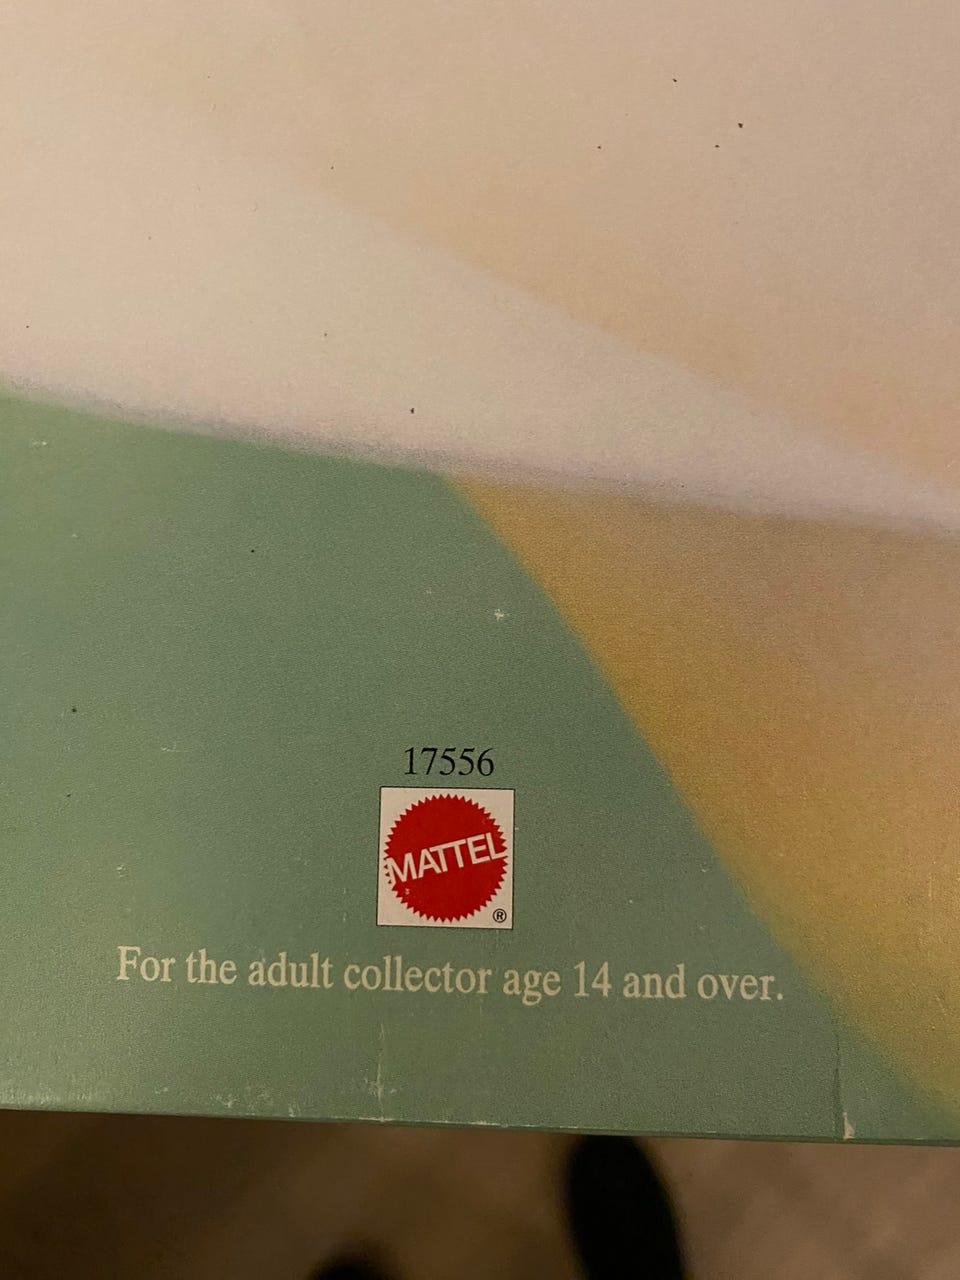 17556
MATTEL
®
For the adult collector age 14 and over.